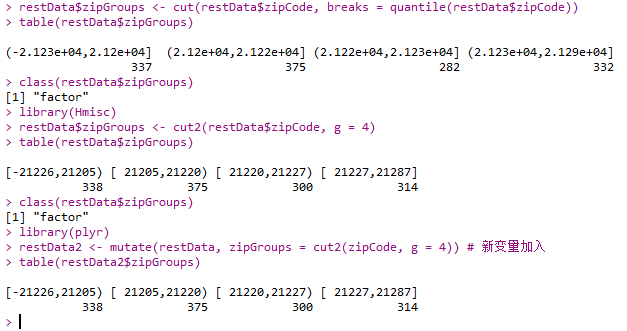 > restData$zipGroups <- cut(restData$zipCode, breaks = quantile(restData$zipCode))
> table(restData$zipGroups)
(-2.123e+04,2.12e+04]  (2.12e+04,2.122e+04] (2.122e+04,2.123e+04] (2.123e+04,2.129e+04]
337                   375                   282                   332
> class(restData$zipGroups)
[1] "factor"
> library(Hmisc)
> restData$zipGroups <- cut2(restData$zipCode, g = 4)
> table(restData$zipGroups)
[-21226,21205) [ 21205,21220) [ 21220,21227) [ 21227,21287]
338            375            300            314
> class(restData$zipGroups)
[1] "factor"
> library(plyr)
> restData2 <- mutate(restData, zipGroups = cut2(zipCode, g = 4)) # 新变量加入
> table(restData2$zipGroups)
[-21226,21205) [ 21205,21220) [ 21220,21227) [ 21227,21287]
338            375            300            314
>